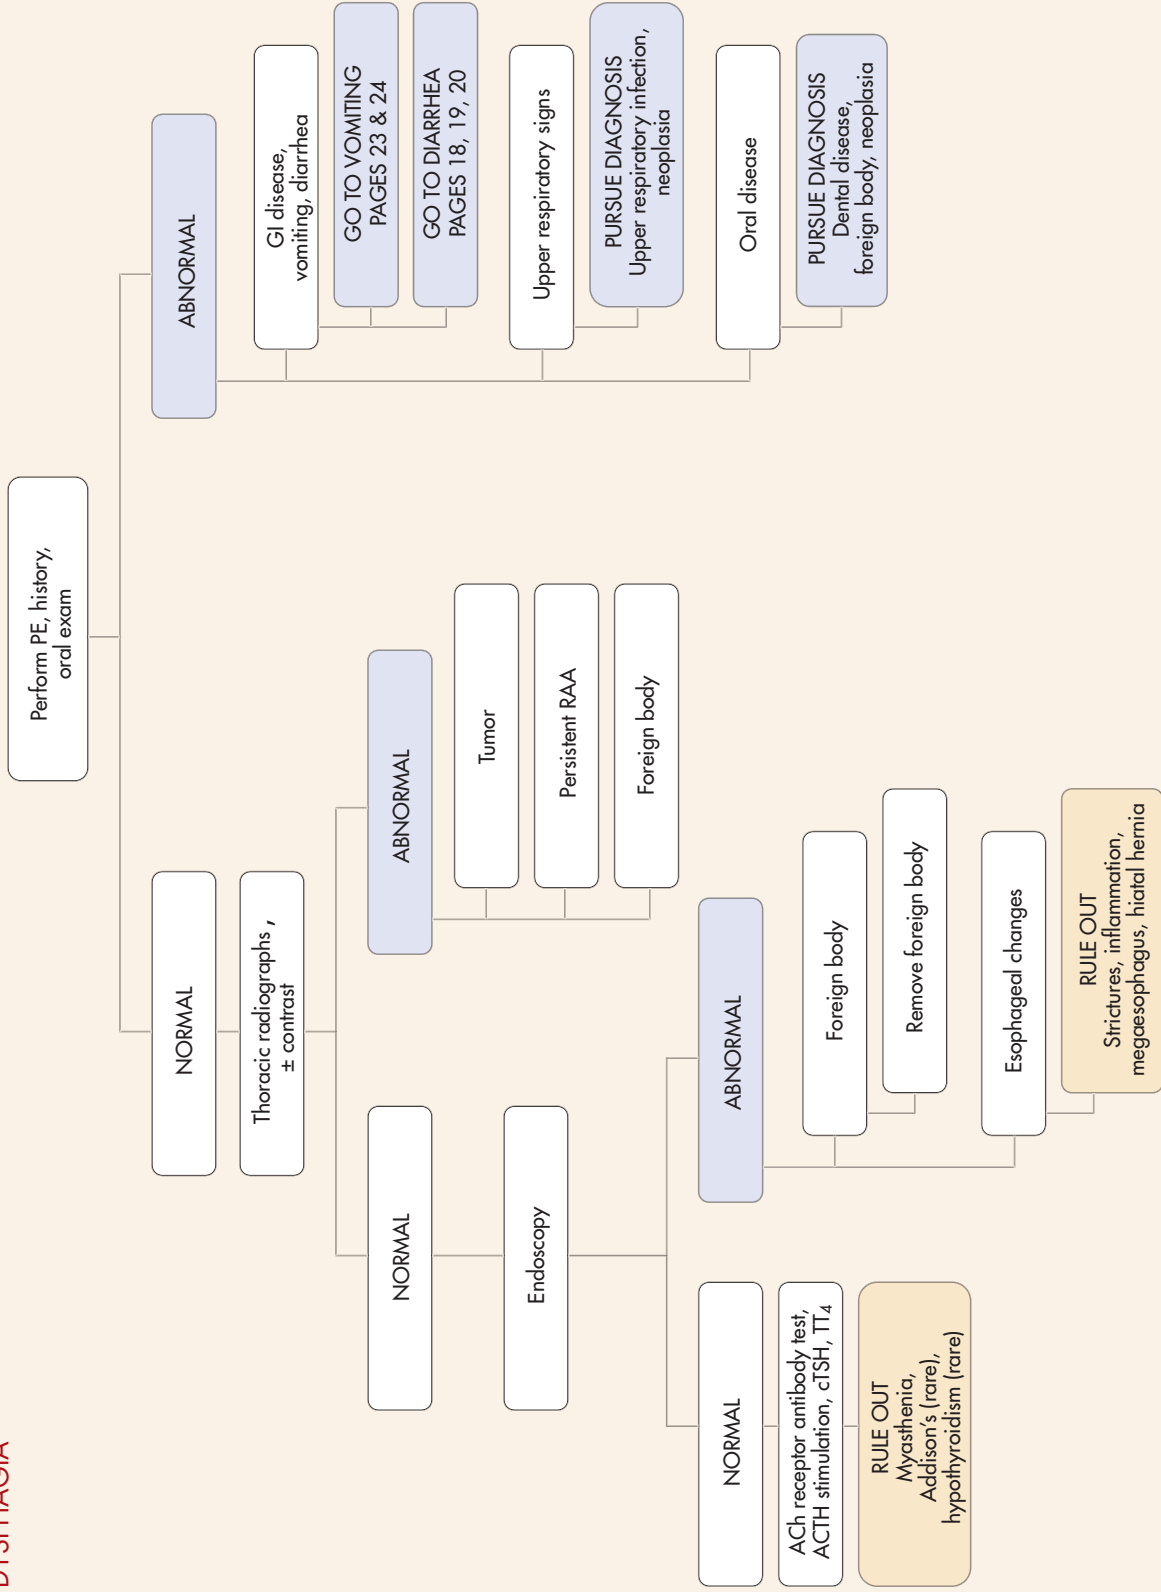 DYSPHAGIA
Perform PE, history,
oral exam
NORMAL
Thoracic radiographs ,
± contrast
NORMAL
Endoscopy
NORMAL
ACh receptor antibody test,
ACTH stimulation, cTSH, TT4
RULE OUT
Myasthenia,
Addison's (rare),
hypothyroidism (rare)
ABNORMAL
Foreign body
Remove foreign body
Esophageal changes
RULE OUT
Strictures, inflammation,
megaesophagus, hiatal hernia
ABNORMAL
Tumor
Persistent RAA
Foreign body
ABNORMAL
GI disease,
vomiting, diarrhea
GO TO VOMITING
PAGES 23 & 24
GO TO DIARRHEA
PAGES 18, 19, 20
Upper respiratory signs
PURSUE DIAGNOSIS
Upper respiratory infection,
neoplasia
Oral disease
PURSUE DIAGNOSIS
Dental disease,
foreign body, neoplasia